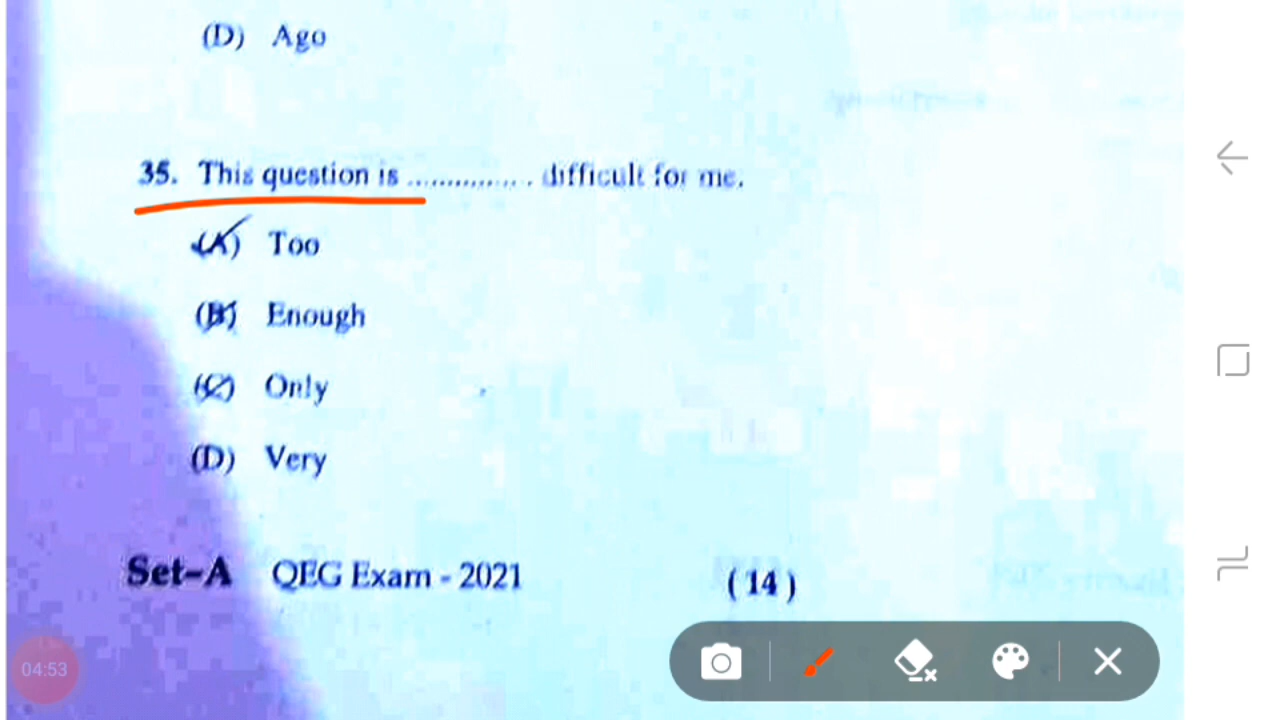 (D) Ago
35. This question is .............. difficult for me.
(A) Too
(B) Enough
(C) Only
(D) Very
Set-A QEG Exam - 2021 (14)
04:53